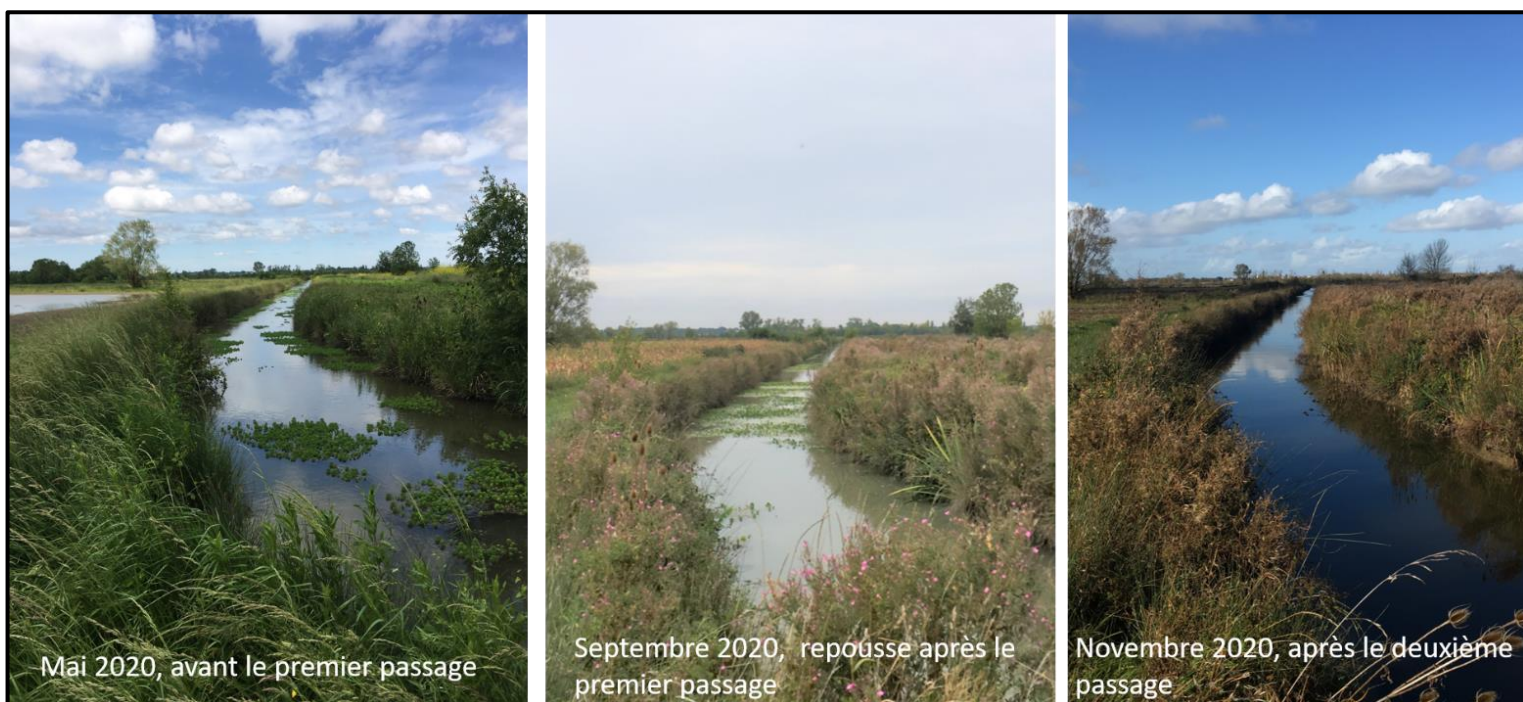 Mai 2020, avant le premier passage
Septembre 2020, repousse après le
premier passage
Novembre 2020, après le deuxième
passage